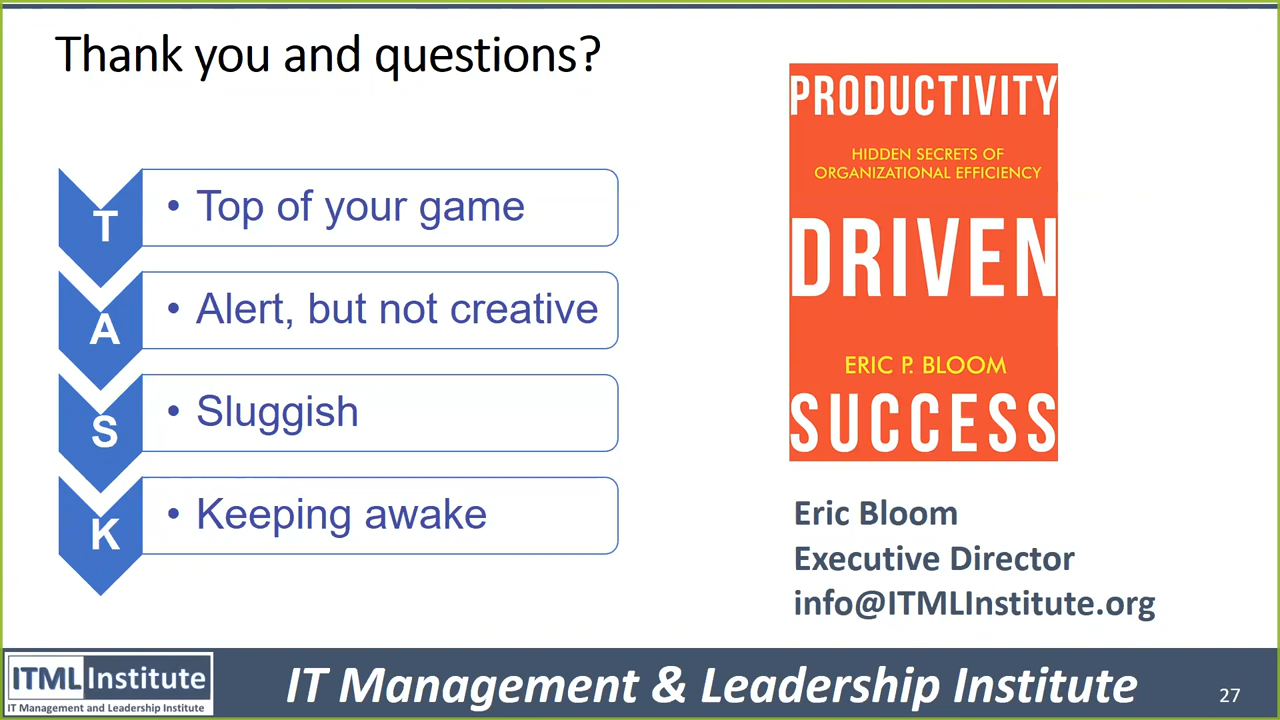 Thank you and questions?
T
• Top of your game
A
• Alert, but not creative
S
• Sluggish
K
• Keeping awake
PRODUCTIVITY
HIDDEN SECRETS OF
ORGANIZATIONAL EFFICIENCY
DRIVEN
ERIC P. BLOOM
SUCCESS
Eric Bloom
Executive Director
info@ITMLInstitute.org
ITML Institute
IT Management and Leadership Institute
IT Management & Leadership Institute
27